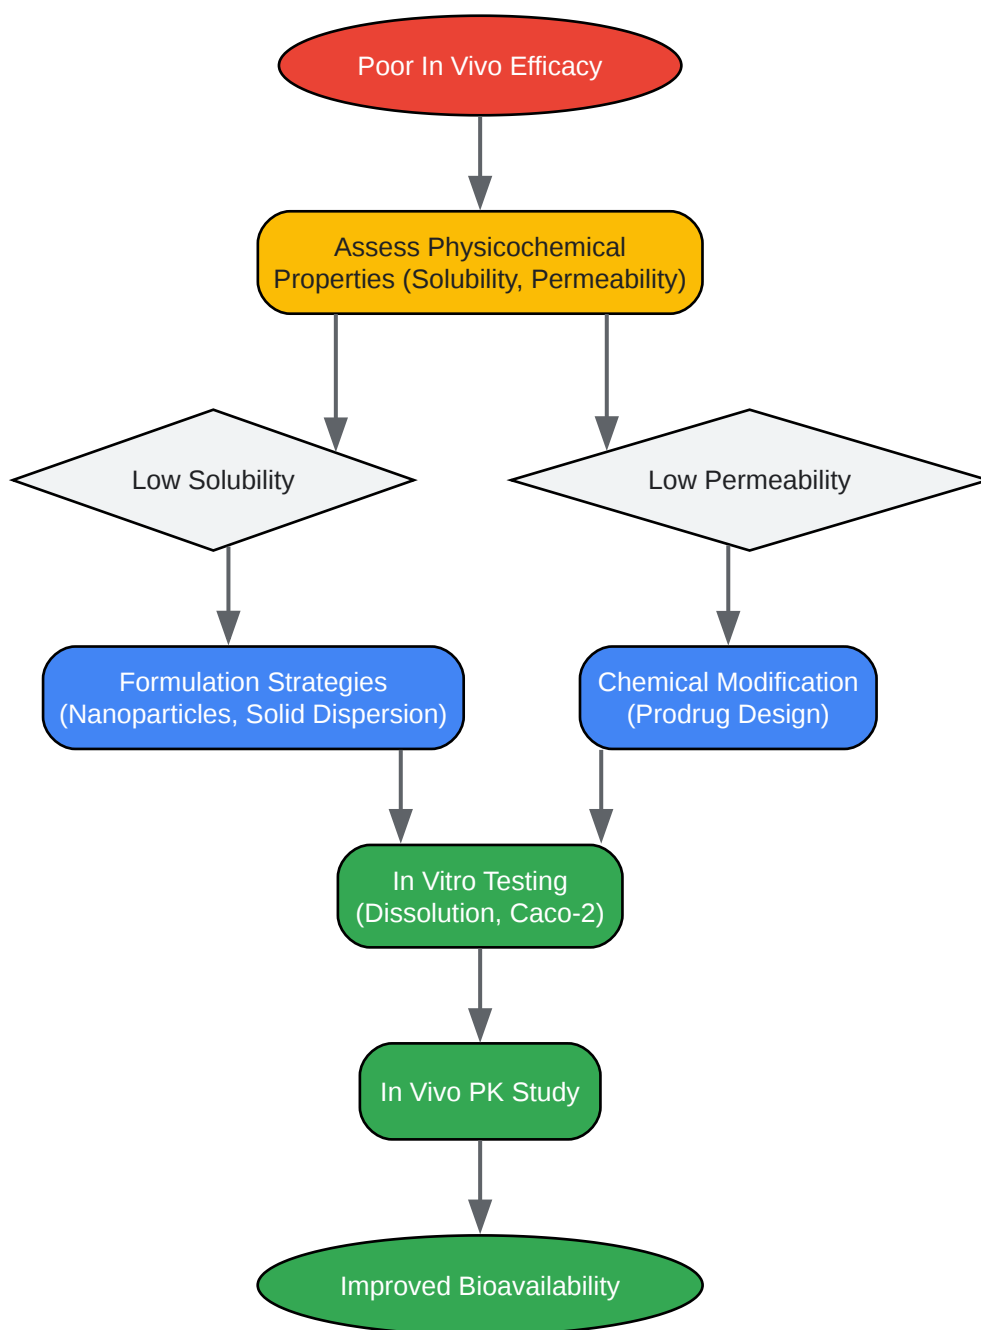 Poor In Vivo Efficacy
Assess Physicochemical
Properties (Solubility, Permeability)
Low Solubility
Low Permeability
Formulation Strategies
(Nanoparticles, Solid Dispersion)
Chemical Modification
(Prodrug Design)
In Vitro Testing
(Dissolution, Caco-2)
In Vivo PK Study
Improved Bioavailability